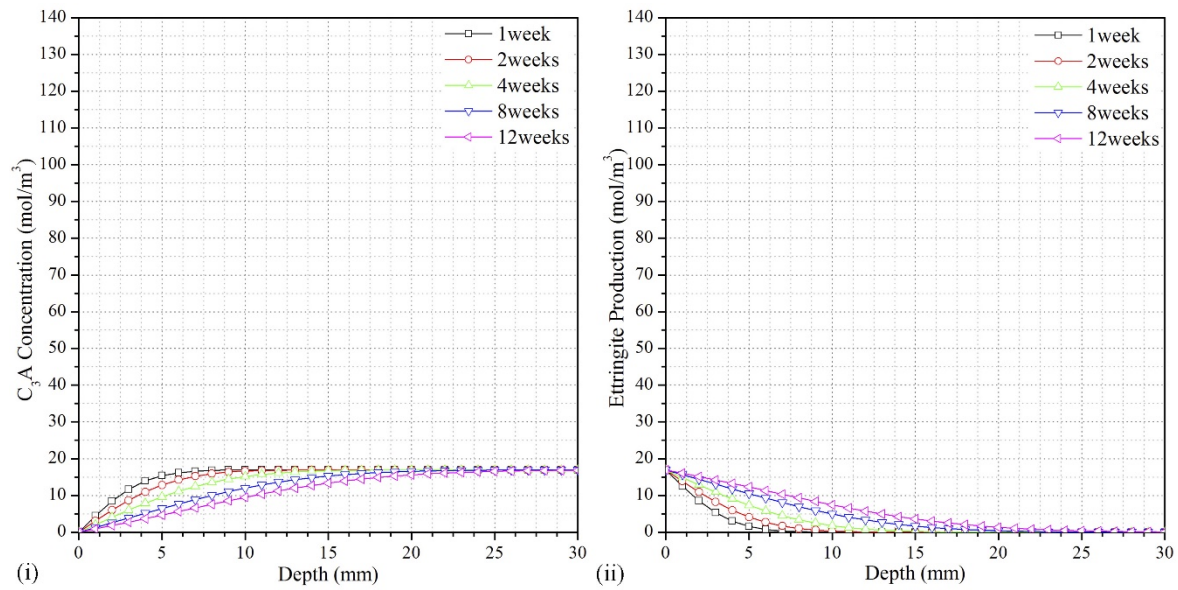 140
130
120
110
100
90
80
70
60
50
40
30
20
10
0
C₃A Concentration (mol/m³)
1week
2weeks
4weeks
8weeks
12weeks
0 5 10 15 20 25 30
Depth (mm)
(i)
140
130
120
110
100
90
80
70
60
50
40
30
20
10
0
Ettringite Production (mol/m³)
1week
2weeks
4weeks
8weeks
12weeks
0 5 10 15 20 25 30
Depth (mm)
(ii)